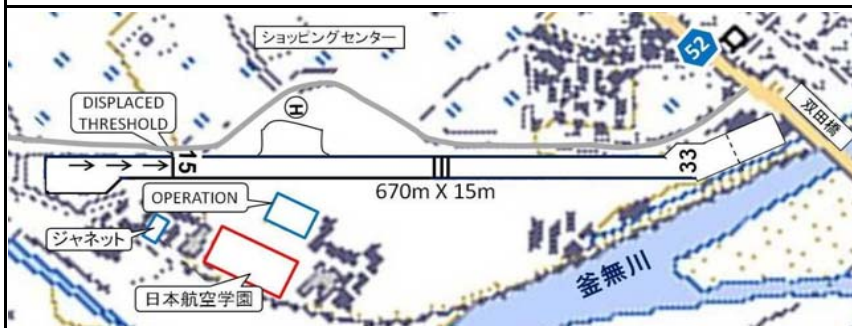 ショッピングセンター
52
双田橋
H
DISPLACED
THRESHOLD
15
33
670m X 15m
OPERATION
ジャネット
日本航空学園
釜無川